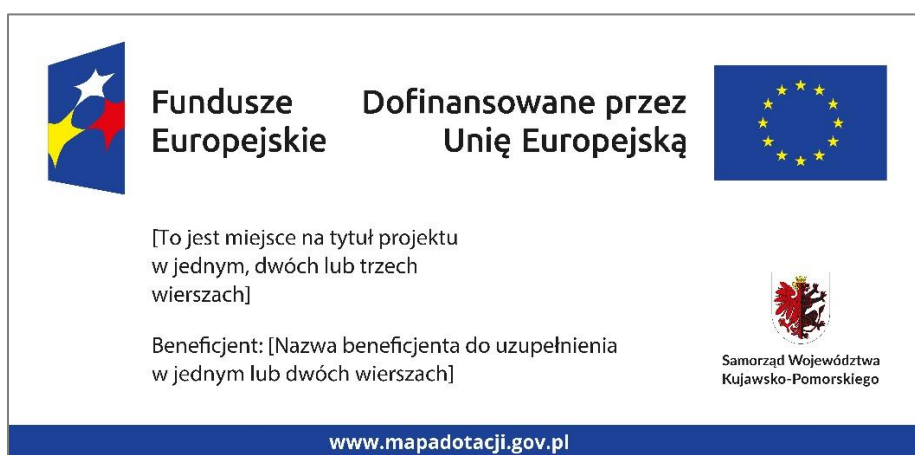 Fundusze
Europejskie
Dofinansowane przez
Unię Europejską
[To jest miejsce na tytuł projektu
w jednym, dwóch lub trzech
wierszach]
Beneficjent: [Nazwa beneficjenta do uzupełnienia
w jednym lub dwóch wierszach]
Samorząd Województwa
Kujawsko-Pomorskiego
www.mapadotacji.gov.pl